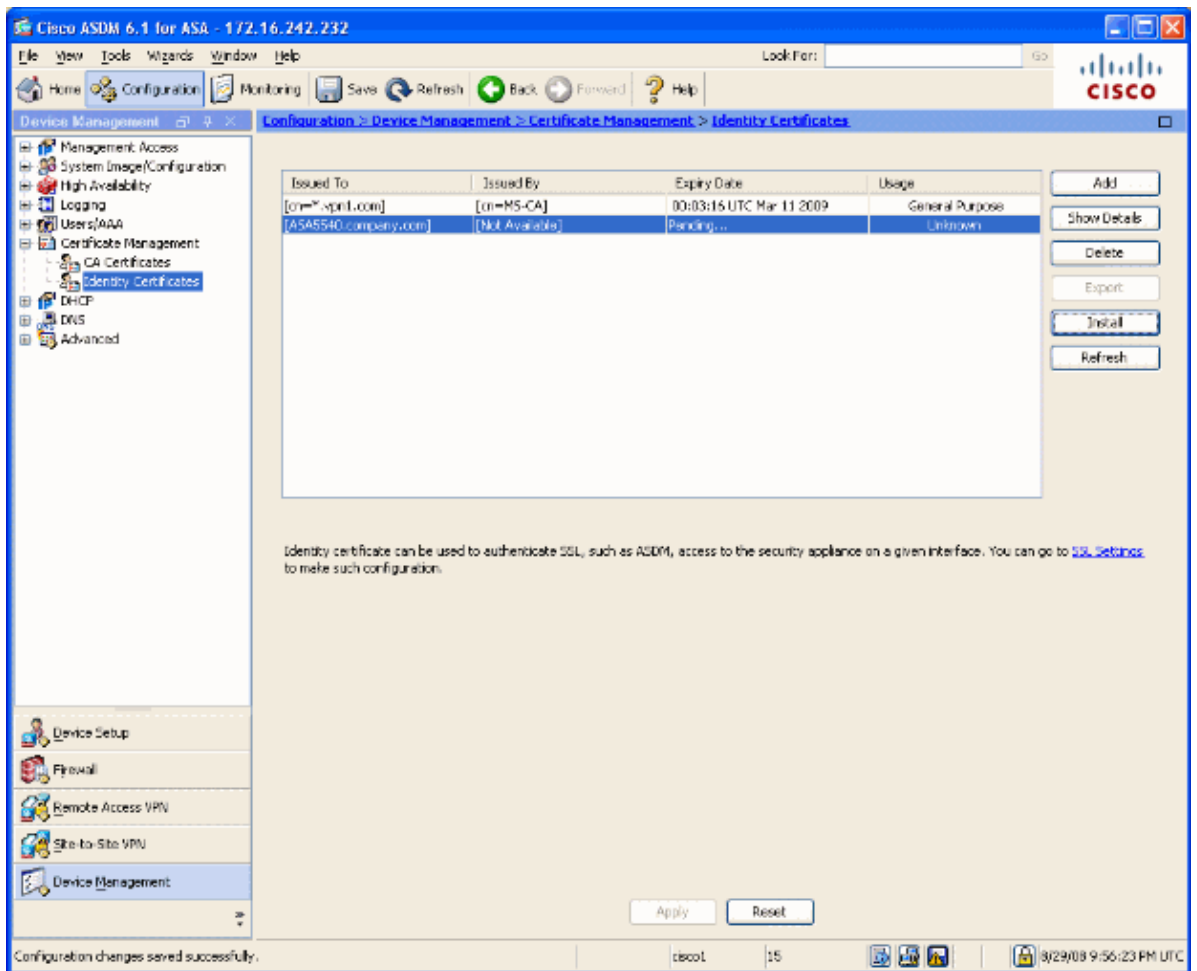 Cisco ASDM 6.1 for ASA - 172.16.242.232
File View Tools Wizards Window Help Look For: Go
Home Configuration Monitoring Save Refresh Back Forward Help
CISCO
Device Management
Configuration > Device Management > Certificate Management > Identity Certificates
Management Access
System Image/Configuration
High Availability
Logging
Users/AAA
Certificate Management
CA Certificates
Identity Certificates
DHCP
DNS
Advanced
Issued To Issued By Expiry Date Usage
[cn=*.vpn1.com] [cn=MS-CA] 00:03:16 UTC Mar 11 2009 General Purpose
[ASA5540.company.com] [Not Available] Pending... Unknown
Add
Show Details
Delete
Export
Install
Refresh
Identity certificate can be used to authenticate SSL, such as ASDM, access to the security appliance on a given interface. You can go to SSL Settings
to make such configuration.
Device Setup
Firewall
Remote Access VPN
Site-to-Site VPN
Device Management
Apply Reset
Configuration changes saved successfully. cisco1 15 8/29/08 9:56:23 PM UTC